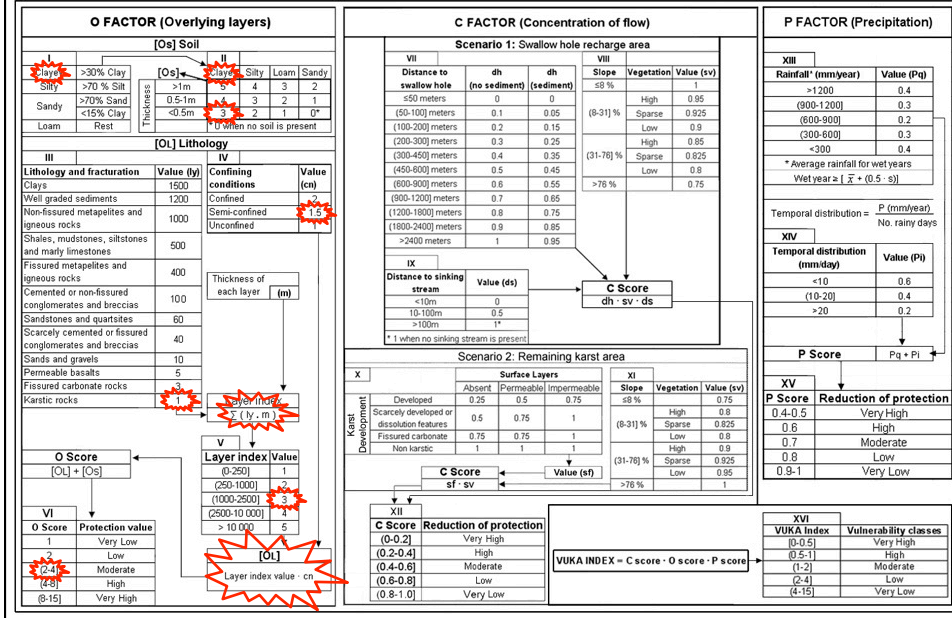 O FACTOR (Overlying layers)
[Os] Soil
I
Clayey >30% Clay
Silty >70 % Silt
Sandy >70% Sand
<15% Clay
Loam Rest
II
[Os] Clayey Silty Loam Sandy
Thickness
>1m 5 4 3 2
0.5-1m 4 3 2 1
<0.5m 3 2 1 0*
* 0 when no soil is present
[OL] Lithology
III
Lithology and fracturation Value (ly)
Clays 1500
Well graded sediments 1200
Non-fissured metapelites and
igneous rocks 1000
Shales, mudstones, siltstones
and marly limestones 500
Fissured metapelites and
igneous rocks 400
Cemented or non-fissured
conglomerates and breccias 100
Sandstones and quartsites 60
Scarcely cemented or fissured
conglomerates and breccias 40
Sands and gravels 10
Permeable basalts 5
Fissured carbonate rocks 3
Karstic rocks 1
IV
Confining
conditions Value
(cn)
Confined 2
Semi-confined 1.5
Unconfined 1
Thickness of
each layer (m)
Layer index
∑ ( ly . m )
V
Layer index Value
(0-250] 1
(250-1000] 2
(1000-2500] 3
(2500-10 000] 4
> 10 000 5
[OL]
Layer index value · cn
O Score
[OL] + [Os]
VI
O Score Protection value
1 Very Low
2 Low
(2-4] Moderate
(4-8] High
(8-15] Very High
C FACTOR (Concentration of flow)
Scenario 1: Swallow hole recharge area
VII
Distance to
swallow hole dh
(no sediment) dh
(sediment)
≤50 meters 0 0
(50-100] meters 0.1 0.05
(100-200] meters 0.2 0.15
(200-300] meters 0.3 0.25
(300-450] meters 0.4 0.35
(450-600] meters 0.5 0.45
(600-900] meters 0.6 0.55
(900-1200] meters 0.7 0.65
(1200-1800] meters 0.8 0.75
(1800-2400] meters 0.9 0.85
>2400 meters 1 0.95
VIII
Slope Vegetation Value (sv)
≤8 % 1
(8-31] % High 0.95
Sparse 0.925
Low 0.9
(31-76] % High 0.85
Sparse 0.825
Low 0.8
>76 % 0.75
IX
Distance to sinking
stream Value (ds)
<10m 0
10-100m 0.5
>100m 1*
* 1 when no sinking stream is present
C Score
dh · sv · ds
Scenario 2: Remaining karst area
X
Surface Layers
Absent Permeable Impermeable
Karst
Development
Developed 0.25 0.5 0.75
Scarcely developed or
dissolution features 0.5 0.75 1
Fissured carbonate 0.75 0.75 1
Non karstic 1 1 1
XI
Slope Vegetation Value (sv)
≤8 % 0.75
(8-31] % High 0.8
Sparse 0.825
Low 0.8
(31-76] % High 0.9
Sparse 0.925
Low 0.95
>76 % 1
C Score
sf · sv
Value (sf)
XII
C Score Reduction of protection
(0-0.2] Very High
(0.2-0.4] High
(0.4-0.6] Moderate
(0.6-0.8] Low
(0.8-1.0] Very Low
P FACTOR (Precipitation)
XIII
Rainfall* (mm/year) Value (Pq)
>1200 0.4
(900-1200] 0.3
(600-900] 0.2
(300-600] 0.3
<300 0.4
* Average rainfall for wet years
Wet year ≥ [ x̄ + (0.5 · s)]
Temporal distribution = P (mm/year)
No. rainy days
XIV
Temporal distribution
(mm/day) Value (Pi)
<10 0.6
(10-20] 0.4
>20 0.2
P Score Pq + Pi
XV
P Score Reduction of protection
0.4-0.5 Very High
0.6 High
0.7 Moderate
0.8 Low
0.9-1 Very Low
VUKA INDEX = C score · O score · P score
XVI
VUKA Index Vulnerability classes
[0-0.5] Very High
(0.5-1] High
(1-2] Moderate
(2-4] Low
(4-15] Very Low